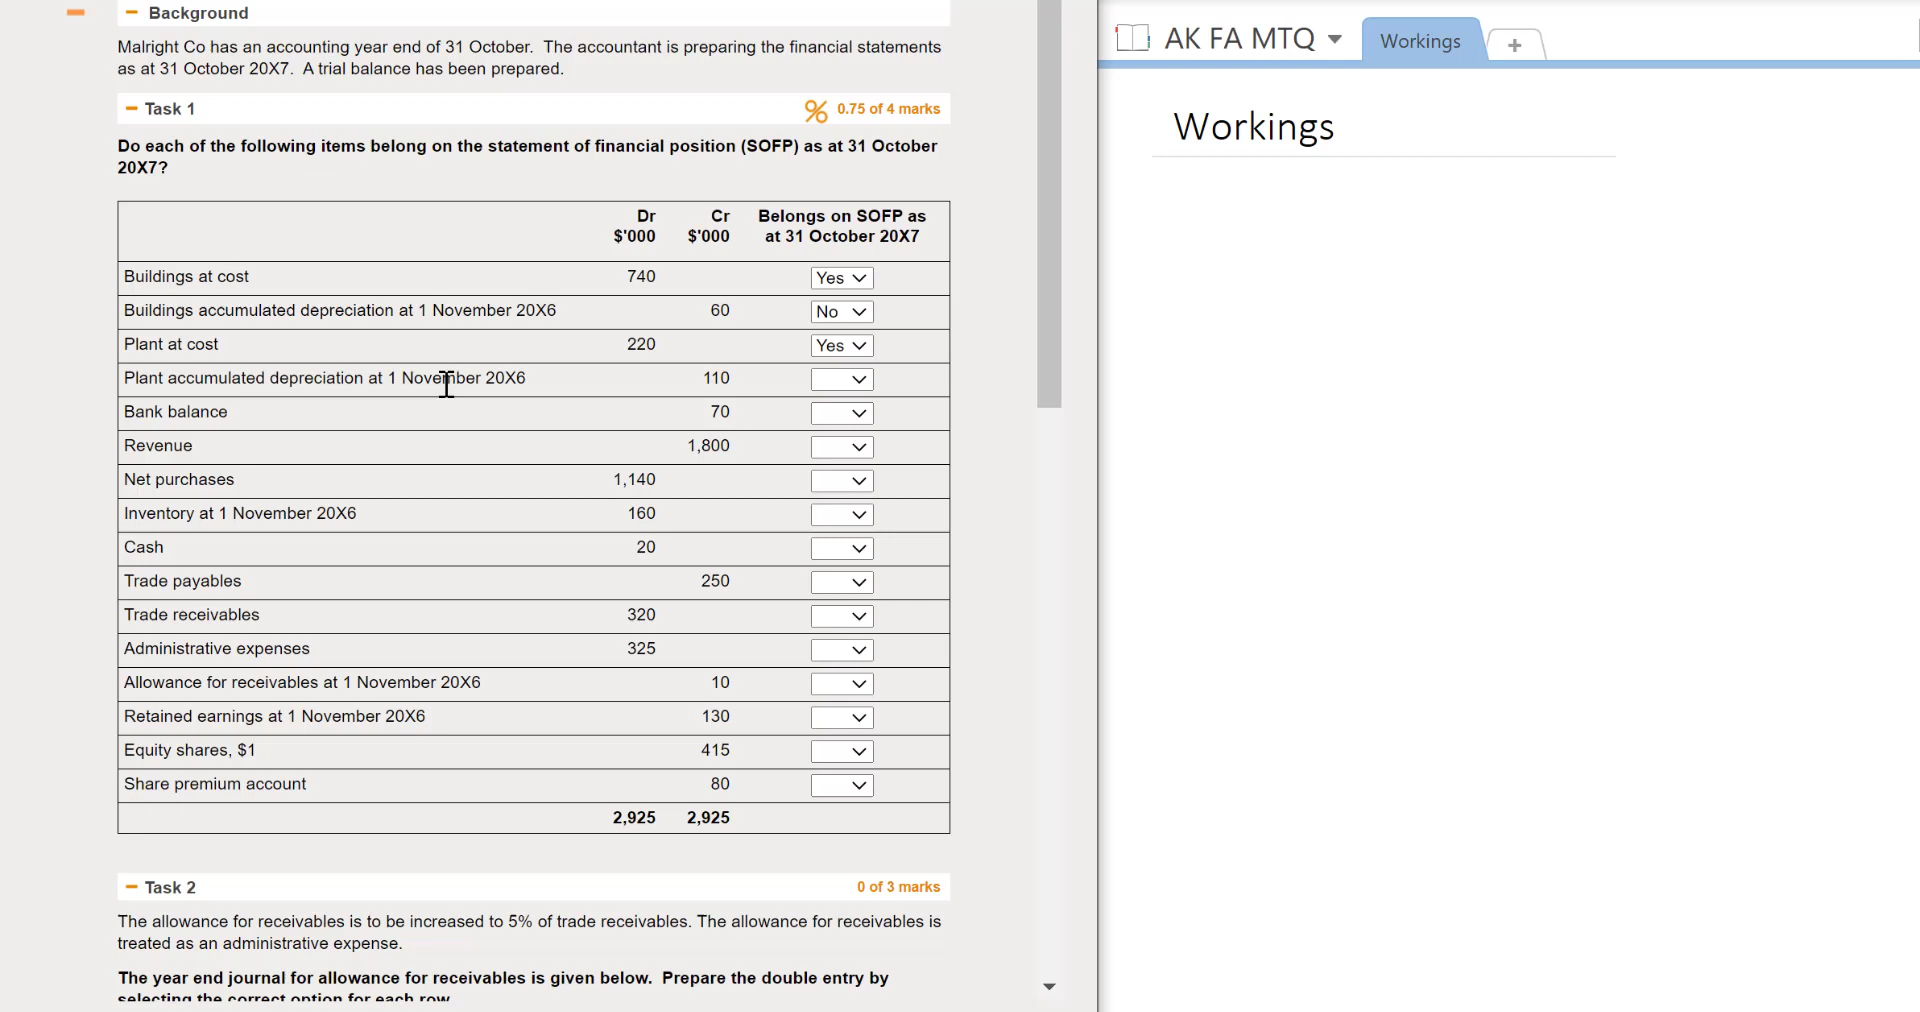 Background
Malright Co has an accounting year end of 31 October. The accountant is preparing the financial statements
as at 31 October 20X7. A trial balance has been prepared.
Task 1
0.75 of 4 marks
Do each of the following items belong on the statement of financial position (SOFP) as at 31 October
20X7?
Dr Cr Belongs on SOFP as
$'000 $'000 at 31 October 20X7
Buildings at cost 740 Yes
Buildings accumulated depreciation at 1 November 20X6 60 No
Plant at cost 220 Yes
Plant accumulated depreciation at 1 November 20X6 110
Bank balance 70
Revenue 1,800
Net purchases 1,140
Inventory at 1 November 20X6 160
Cash 20
Trade payables 250
Trade receivables 320
Administrative expenses 325
Allowance for receivables at 1 November 20X6 10
Retained earnings at 1 November 20X6 130
Equity shares, $1 415
Share premium account 80
2,925 2,925
Task 2
0 of 3 marks
The allowance for receivables is to be increased to 5% of trade receivables. The allowance for receivables is
treated as an administrative expense.
The year end journal for allowance for receivables is given below. Prepare the double entry by
selecting the correct option for each row
AK FA MTQ
Workings
+
Workings